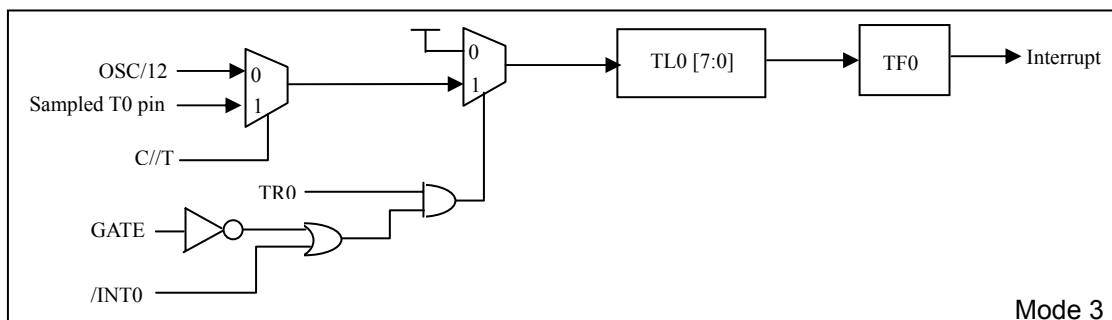 0
OSC/12
0
TL0 [7:0]
TF0
Interrupt
1
Sampled T0 pin
1
C//T
TR0
GATE
/INT0
Mode 3